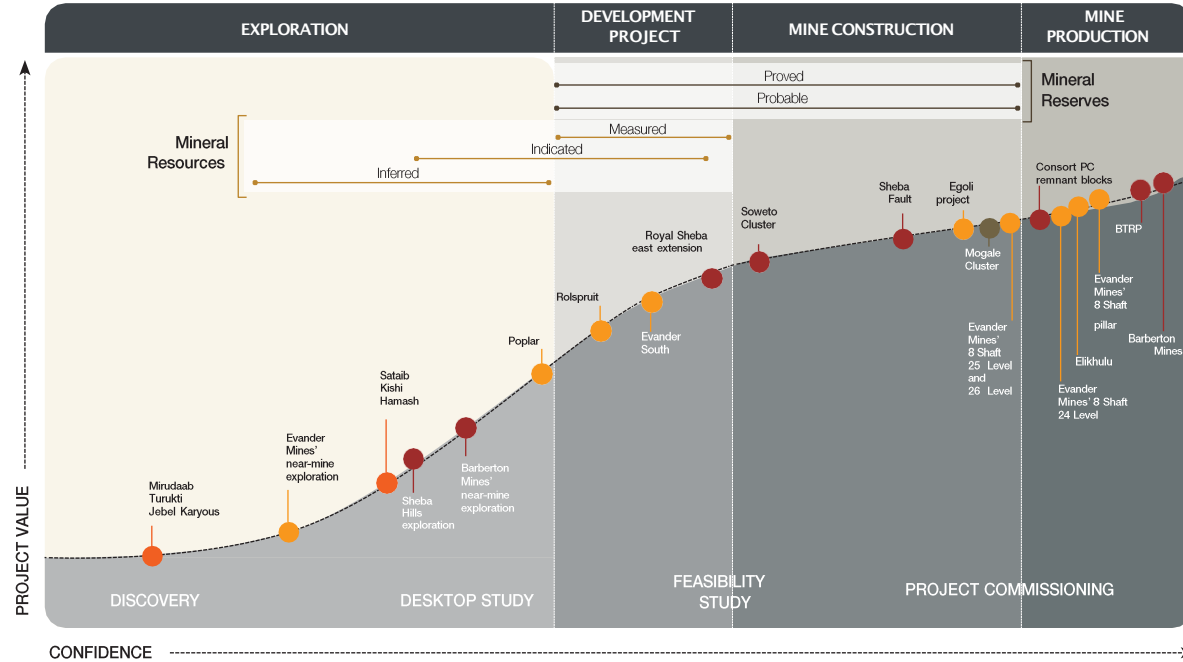 EXPLORATION
DEVELOPMENT
PROJECT
MINE CONSTRUCTION
MINE
PRODUCTION
Proved
Probable
Mineral
Reserves
Measured
Indicated
Inferred
Mineral
Resources
Mirudaab
Turukti
Jebel Karyous
Evander
Mines'
near-mine
exploration
Sataib
Kishi
Hamash
Sheba
Hills
exploration
Barberton
Mines'
near-mine
exploration
Poplar
Rolspruit
Evander
South
Royal Sheba
east extension
Soweto
Cluster
Sheba
Fault
Egoli
project
Mogale
Cluster
Evander
Mines'
8 Shaft
25 Level
and
26 Level
Consort PC
remnant blocks
Evander
Mines' 8 Shaft
24 Level
Elikhulu
Evander
Mines'
8 Shaft
pillar
BTRP
Barberton
Mines
DISCOVERY
DESKTOP STUDY
FEASIBILITY
STUDY
PROJECT COMMISSIONING
PROJECT VALUE
CONFIDENCE